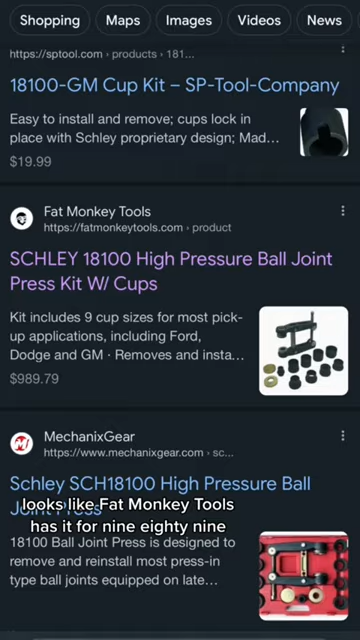 Shopping
Maps
Images
Videos
News
https://sptool.com › products › 181...
18100-GM Cup Kit – SP-Tool-Company
Easy to install and remove; cups lock in
place with Schley proprietary design; Mad...
$19.99
Fat Monkey Tools
https://fatmonkeytools.com › product
SCHLEY 18100 High Pressure Ball Joint
Press Kit W/ Cups
Kit includes 9 cup sizes for most pick-
up applications, including Ford,
Dodge and GM · Removes and insta...
$989.79
MechanixGear
https://www.mechanixgear.com › sc...
Schley SCH18100 High Pressure Ball
Joint Press
looks like Fat Monkey Tools
has it for nine eighty nine
18100 Ball Joint Press is designed to
remove and reinstall most press-in
type ball joints equipped on late...